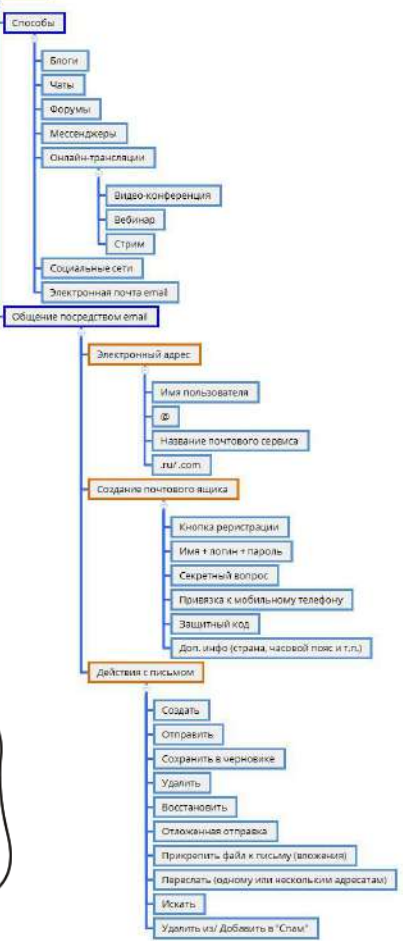 Способы
Блоги
Чаты
Форумы
Мессенджеры
Онлайн-трансляции
Видео-конференция
Вебинар
Стрим
Социальные сети
Электронная почта email
Общение посредством email
Электронный адрес
Имя пользователя
@
Название почтового сервиса
.ru/ .com
Создание почтового ящика
Кнопка реристрации
Имя + логин + пароль
Секретный вопрос
Привязка к мобильному телефону
Защитный код
Доп. инфо (страна, часовой пояс и т.п.)
Действия с письмом
Создать
Отправить
Сохранить в черновике
Удалить
Восстановить
Отложенная отправка
Прикрепить файл к письму (вложения)
Переслать (одному или нескольким адресатам)
Искать
Удалить из/ Добавить в "Спам"